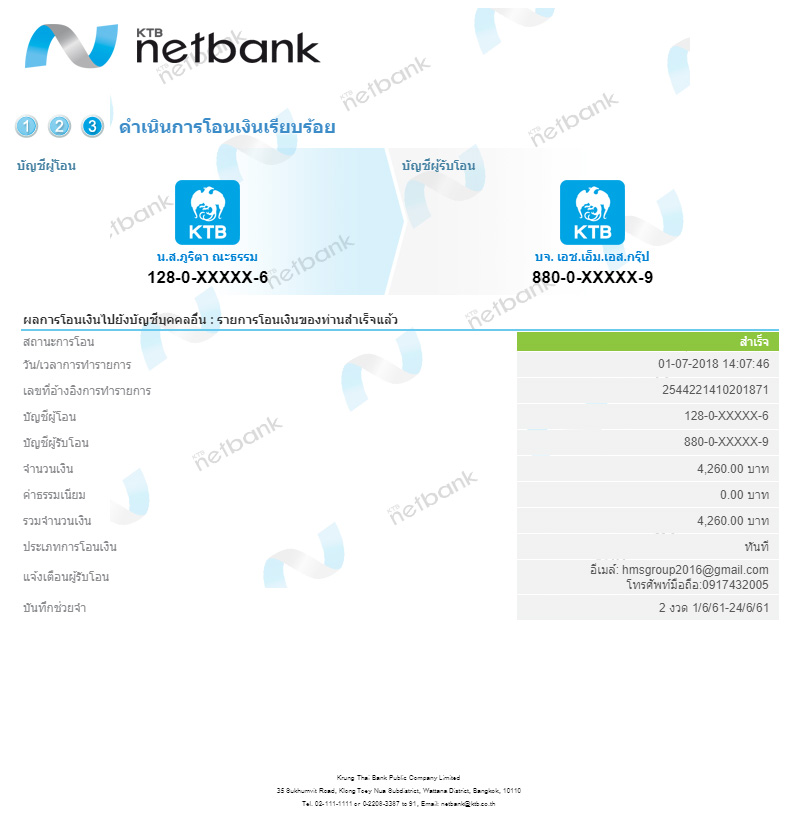 KTB
netbank
1 2 3 ดำเนินการโอนเงินเรียบร้อย
บัญชีผู้โอน
บัญชีผู้รับโอน
KTB
KTB
น.ส.ภูริตา ณะธรรม
บจ. เอช.เอ็ม.เอส.กรุ๊ป
128-0-XXXXX-6
880-0-XXXXX-9
ผลการโอนเงินไปยังบัญชีบุคคลอื่น : รายการโอนเงินของท่านสำเร็จแล้ว
สถานะการโอน สำเร็จ
วัน/เวลาการทำรายการ 01-07-2018 14:07:46
เลขที่อ้างอิงการทำรายการ 2544221410201871
บัญชีผู้โอน 128-0-XXXXX-6
บัญชีผู้รับโอน 880-0-XXXXX-9
จำนวนเงิน 4,260.00 บาท
ค่าธรรมเนียม 0.00 บาท
รวมจำนวนเงิน 4,260.00 บาท
ประเภทการโอนเงิน ทันที
แจ้งเตือนผู้รับโอน อีเมล์: hmsgroup2016@gmail.com
โทรศัพท์มือถือ:0917432005
บันทึกช่วยจำ 2 งวด 1/6/61-24/6/61
Krung Thai Bank Public Company Limited
35 Sukhumvit Road, Klong Toey Nua Subdistrict, Wattana District, Bangkok, 10110
Tel. 02-111-1111 or 0-2208-3387 to 91, Email: netbank@ktb.co.th